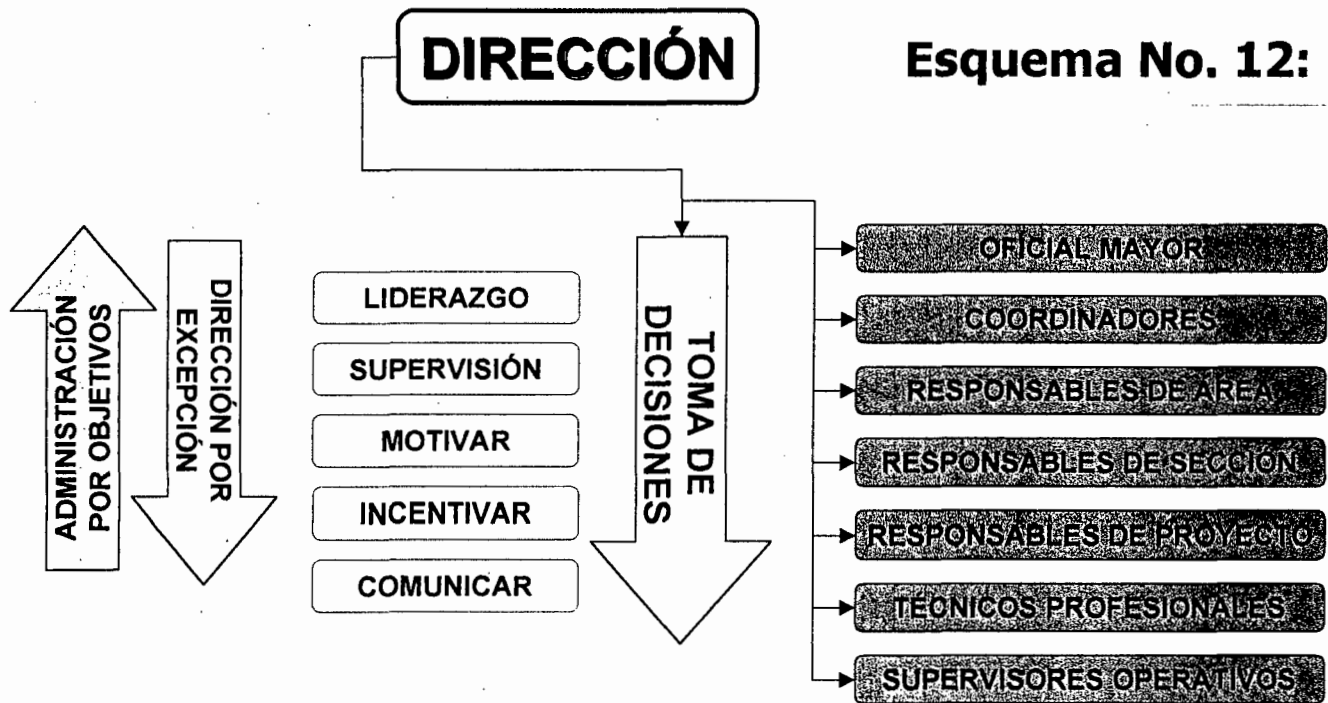 DIRECCIÓN
Esquema No. 12:
ADMINISTRACIÓN
POR OBJETIVOS
DIRECCIÓN POR
EXCEPCIÓN
LIDERAZGO
SUPERVISIÓN
MOTIVAR
INCENTIVAR
COMUNICAR
TOMA DE
DECISIONES
OFICIAL MAYOR
COORDINADORES
RESPONSABLES DE AREA
RESPONSABLES DE SECCIÓN
RESPONSABLES DE PROYECTO
TECNICOS PROFESIONALES
SUPERVISORES OPERATIVOS